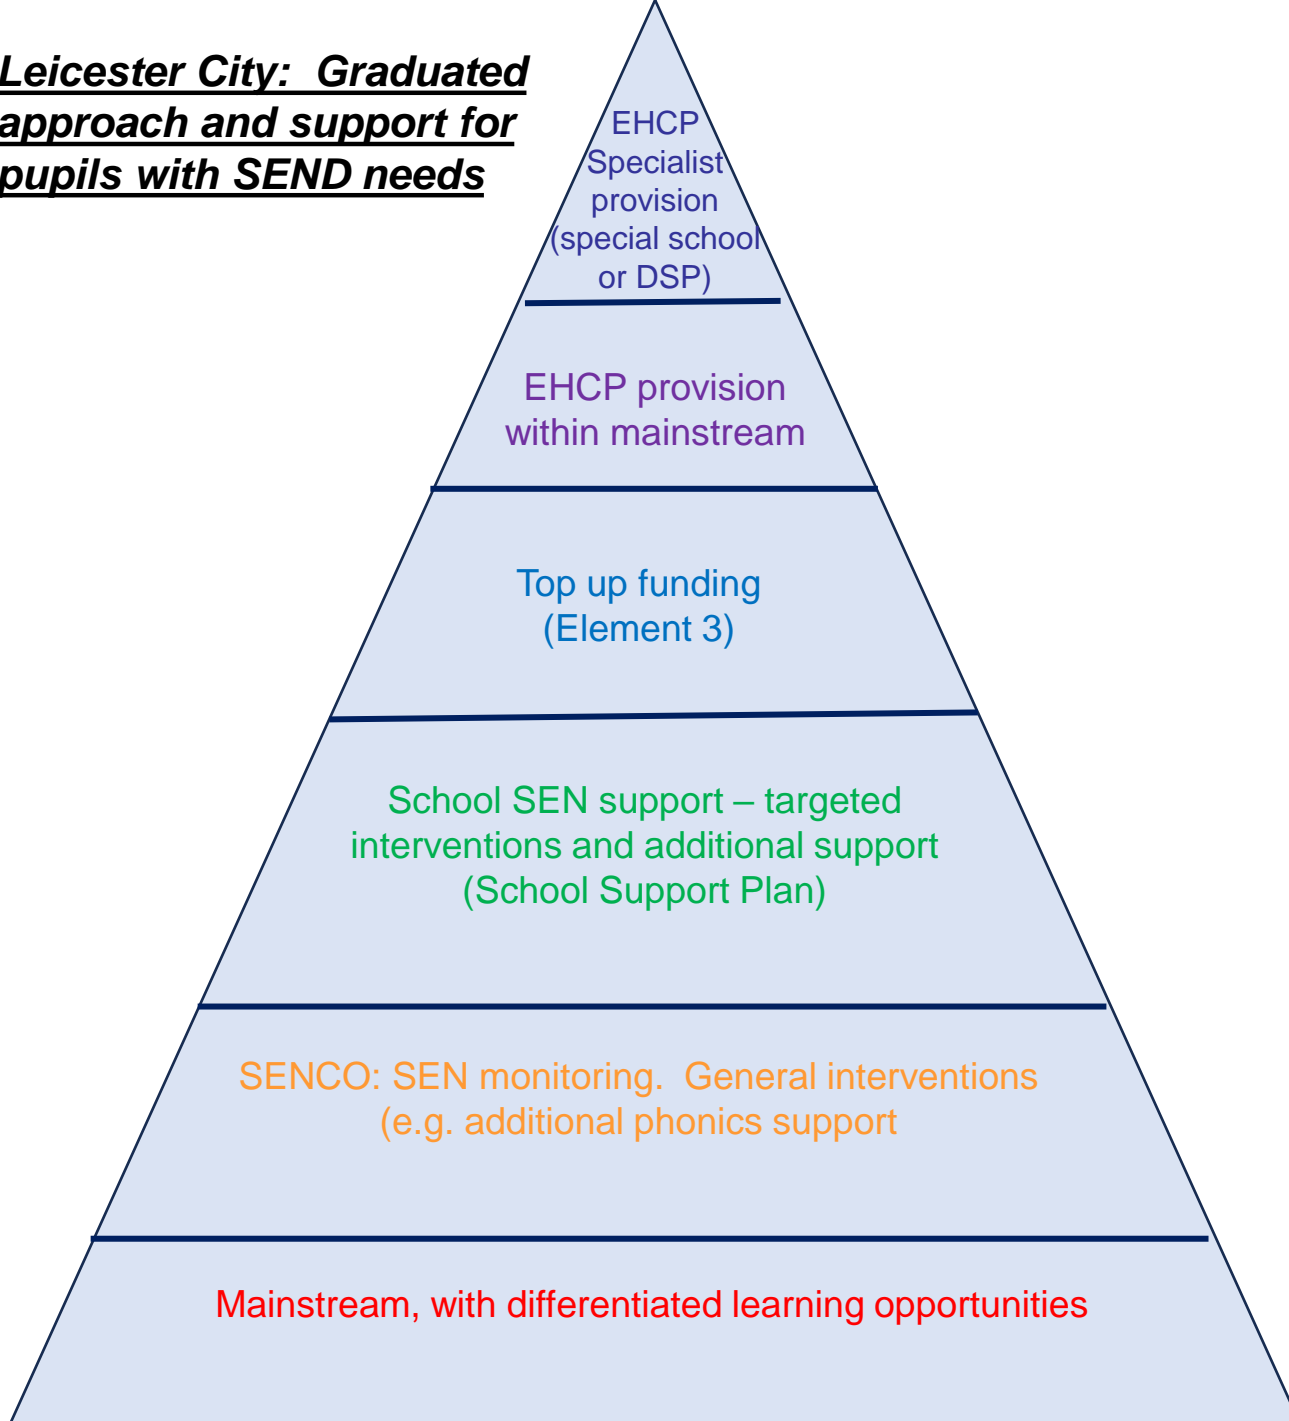 Leicester City:  Graduated
approach and support for
pupils with SEND needs
EHCP
Specialist
provision
(special school
or DSP)
EHCP provision
within mainstream
Top up funding
(Element 3)
School SEN support – targeted
interventions and additional support
(School Support Plan)
SENCO: SEN monitoring.  General interventions
(e.g. additional phonics support
Mainstream, with differentiated learning opportunities